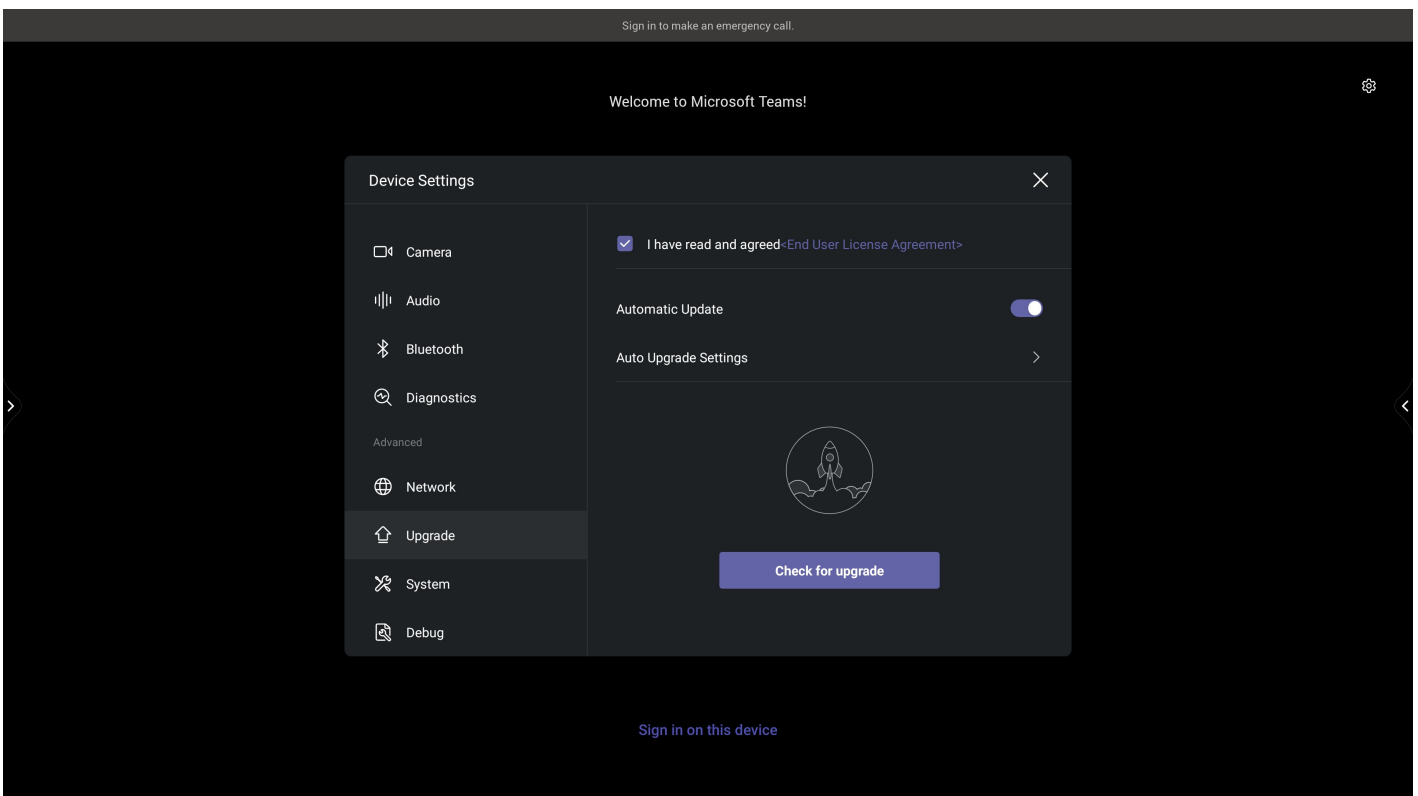 Sign in to make an emergency call.
Welcome to Microsoft Teams!
Device Settings
Camera
Audio
Bluetooth
Diagnostics
Advanced
Network
Upgrade
System
Debug
I have read and agreed<End User License Agreement>
Automatic Update
Auto Upgrade Settings
Check for upgrade
Sign in on this device